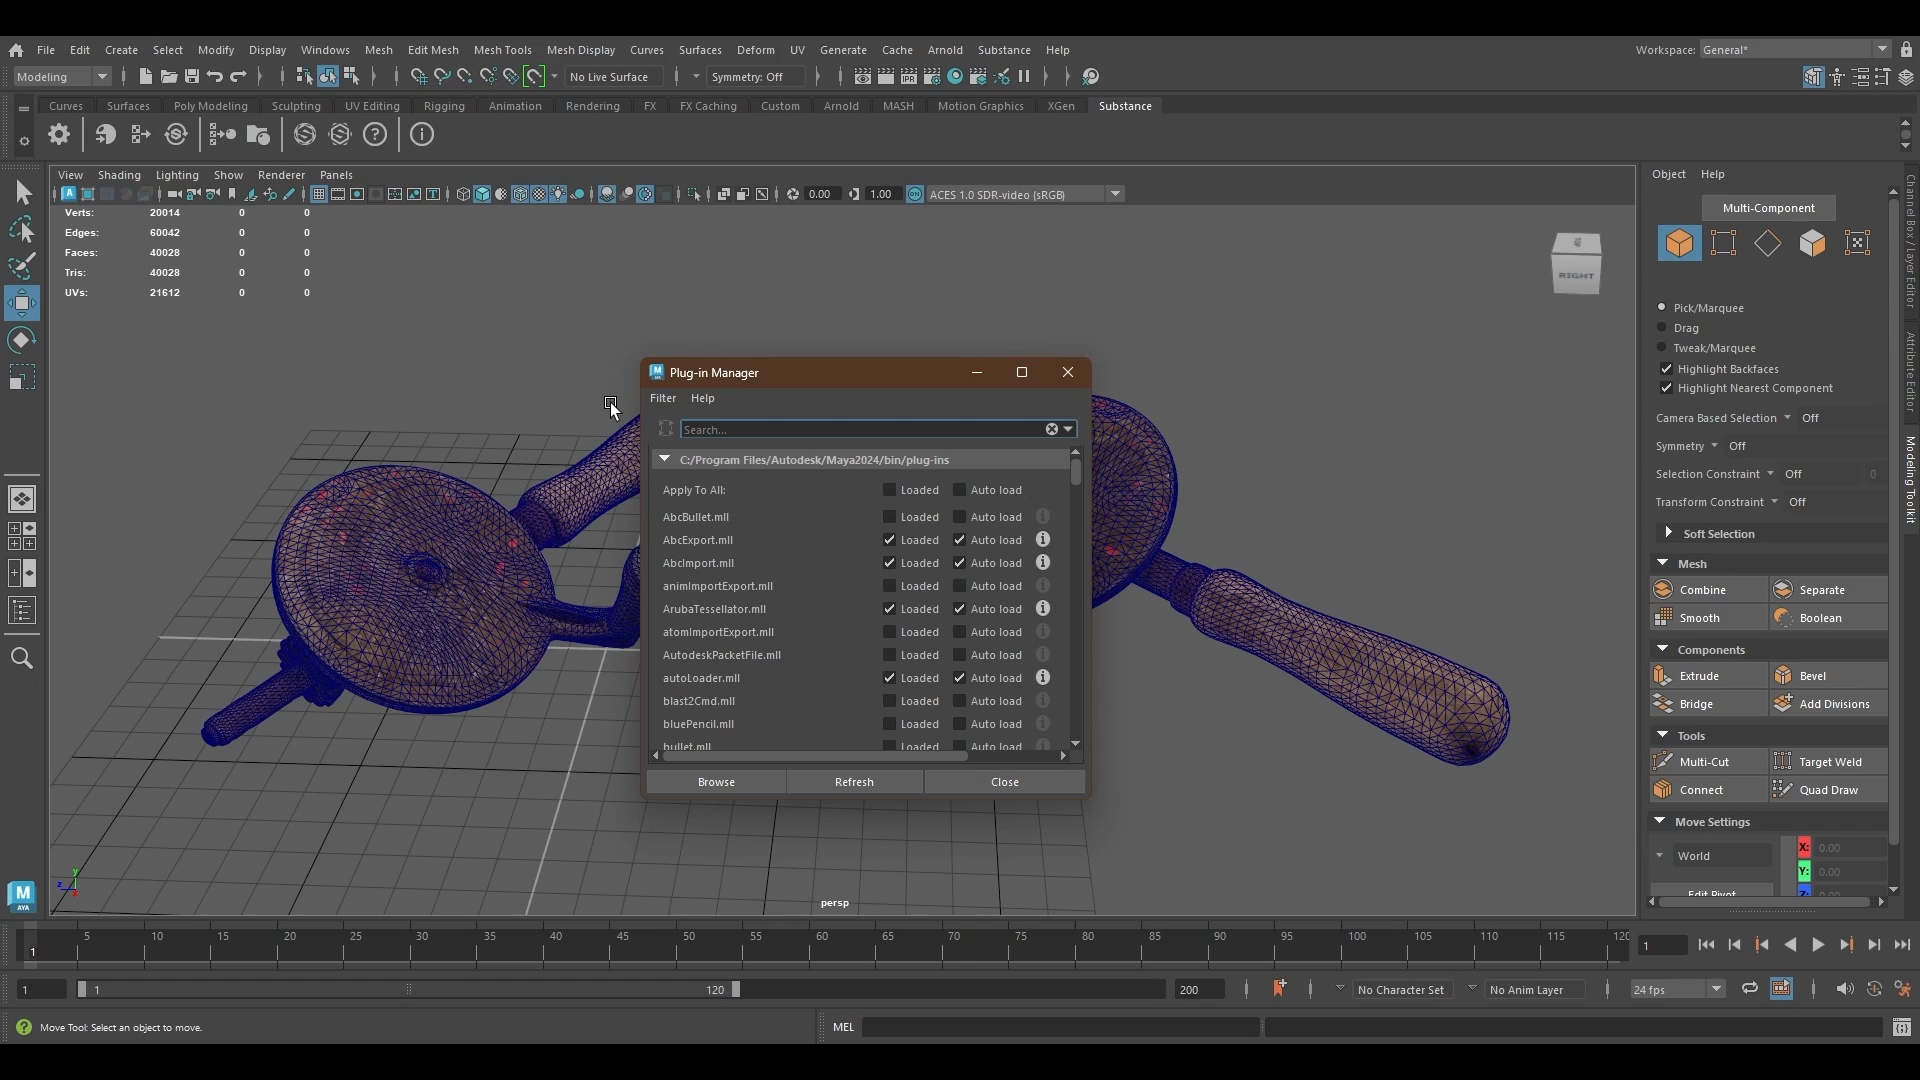 File Edit Create Select Modify Display Windows Mesh Edit Mesh Mesh Tools Mesh Display Curves Surfaces Deform UV Generate Cache Arnold Substance Help Workspace: General*
Modeling No Live Surface Symmetry: Off
Curves Surfaces Poly Modeling Sculpting UV Editing Rigging Animation Rendering FX FX Caching Custom Arnold MASH Motion Graphics XGen Substance
View Shading Lighting Show Renderer Panels
0.00 1.00 ACES 1.0 SDR-video (sRGB)
Verts: 20014 0 0
Edges: 60042 0 0
Faces: 40028 0 0
Tris: 40028 0 0
UVs: 21612 0 0
RIGHT
persp
Plug-in Manager
Filter Help
Search...
C:/Program Files/Autodesk/Maya2024/bin/plug-ins
Apply To All: Loaded Auto load
AbcBullet.mll Loaded Auto load
AbcExport.mll Loaded Auto load
AbcImport.mll Loaded Auto load
animImportExport.mll Loaded Auto load
ArubaTessellator.mll Loaded Auto load
atomImportExport.mll Loaded Auto load
AutodeskPacketFile.mll Loaded Auto load
autoLoader.mll Loaded Auto load
blast2Cmd.mll Loaded Auto load
bluePencil.mll Loaded Auto load
bullet.mll Loaded Auto load
Browse Refresh Close
Object Help
Multi-Component
Pick/Marquee
Drag
Tweak/Marquee
Highlight Backfaces
Highlight Nearest Component
Camera Based Selection Off
Symmetry Off
Selection Constraint Off 0
Transform Constraint Off
Soft Selection
Mesh
Combine Separate
Smooth Boolean
Components
Extrude Bevel
Bridge Add Divisions
Tools
Multi-Cut Target Weld
Connect Quad Draw
Move Settings
World X: 0.00
Y: 0.00
Edit Pivot Z: 0.00
Channel Box / Layer Editor
Attribute Editor
Modeling Toolkit
M
AYA
1 5 10 15 20 25 30 35 40 45 50 55 60 65 70 75 80 85 90 95 100 105 110 115 120 1
1 1 120 200 No Character Set No Anim Layer 24 fps
Move Tool: Select an object to move. MEL